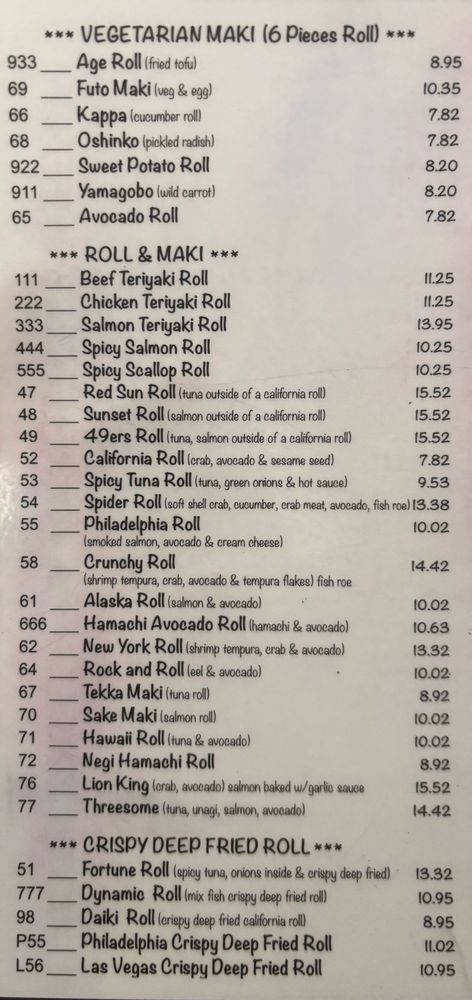 *** VEGETARIAN MAKI (6 Pieces Roll) ***
933 ___ Age Roll (fried tofu) 8.95
69 ___ Futo Maki (veg & egg) 10.35
66 ___ Kappa (cucumber roll) 7.82
68 ___ Oshinko (pickled radish) 7.82
922 ___ Sweet Potato Roll 8.20
911 ___ Yamagobo (wild carrot) 8.20
65 ___ Avocado Roll 7.82
*** ROLL & MAKI ***
111 ___ Beef Teriyaki Roll 11.25
222 ___ Chicken Teriyaki Roll 11.25
333 ___ Salmon Teriyaki Roll 13.95
444 ___ Spicy Salmon Roll 10.25
555 ___ Spicy Scallop Roll 10.25
47 ___ Red Sun Roll (tuna outside of a california roll) 15.52
48 ___ Sunset Roll (salmon outside of a california roll) 15.52
49 ___ 49ers Roll (tuna, salmon outside of a california roll) 15.52
52 ___ California Roll (crab, avocado & sesame seed) 7.82
53 ___ Spicy Tuna Roll (tuna, green onions & hot sauce) 9.53
54 ___ Spider Roll (soft shell crab, cucumber, crab meat, avocado, fish roe) 13.38
55 ___ Philadelphia Roll 10.02
(smoked salmon, avocado & cream cheese)
58 ___ Crunchy Roll 14.42
(shrimp tempura, crab, avocado & tempura flakes) fish roe
61 ___ Alaska Roll (salmon & avocado) 10.02
666 ___ Hamachi Avocado Roll (hamachi & avocado) 10.63
62 ___ New York Roll (shrimp tempura, crab & avocado) 13.32
64 ___ Rock and Roll (eel & avocado) 10.02
67 ___ Tekka Maki (tuna roll) 8.92
70 ___ Sake Maki (salmon roll) 10.02
71 ___ Hawaii Roll (tuna & avocado) 10.02
72 ___ Negi Hamachi Roll 8.92
76 ___ Lion King (crab, avocado) salmon baked w/garlic sauce 15.52
77 ___ Threesome (tuna, unagi, salmon, avocado) 14.42
*** CRISPY DEEP FRIED ROLL ***
51 ___ Fortune Roll (spicy tuna, onions inside & crispy deep fried) 13.32
777 ___ Dynamic Roll (mix fish crispy deep fried roll) 10.95
98 ___ Daiki Roll (crispy deep fried california roll) 8.95
P55 ___ Philadelphia Crispy Deep Fried Roll 11.02
L56 ___ Las Vegas Crispy Deep Fried Roll 10.95